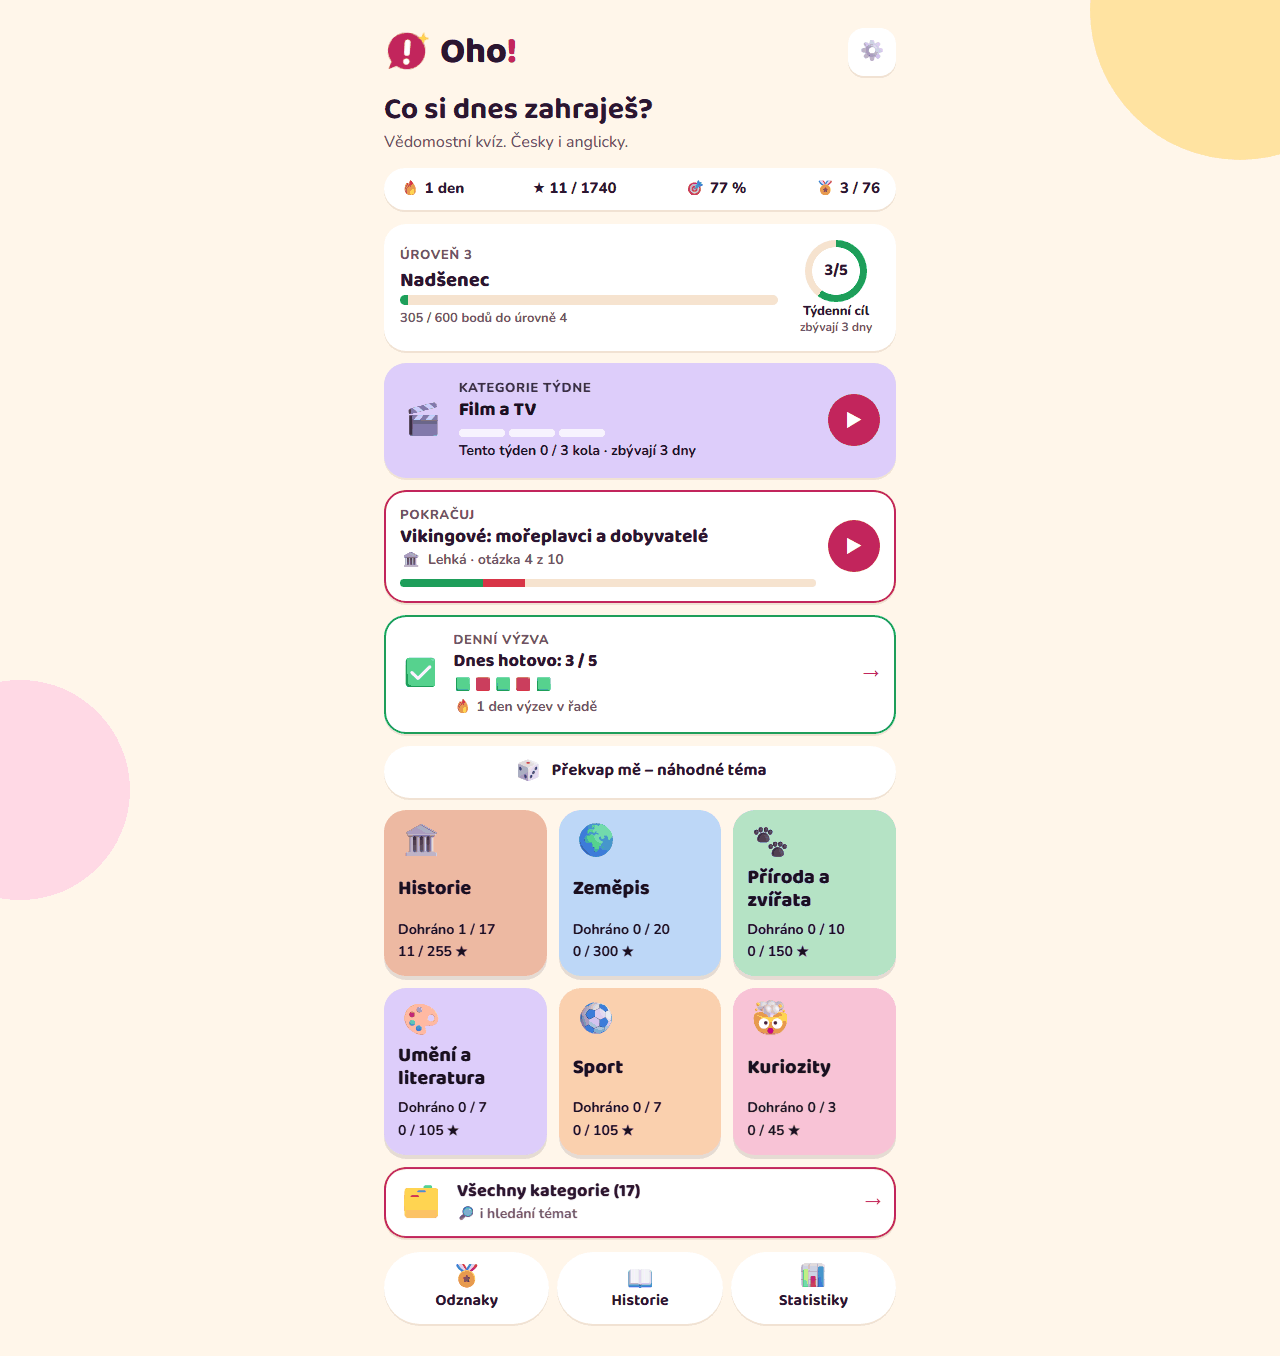 Oho!
Co si dnes zahraješ?
Vědomostní kvíz. Česky i anglicky.
1 den
★ 11 / 1740
77 %
3 / 76
ÚROVEŇ 3
Nadšenec
305 / 600 bodů do úrovně 4
3/5
Týdenní cíl
zbývají 3 dny
KATEGORIE TÝDNE
Film a TV
Tento týden 0 / 3 kola · zbývají 3 dny
POKRAČUJ
Vikingové: mořeplavci a dobyvatelé
Lehká · otázka 4 z 10
DENNÍ VÝZVA
Dnes hotovo: 3 / 5
1 den výzev v řadě
→
Překvap mě – náhodné téma
Historie
Dohráno 1 / 17
11 / 255 ★
Zeměpis
Dohráno 0 / 20
0 / 300 ★
Příroda a
zvířata
Dohráno 0 / 10
0 / 150 ★
Umění a
literatura
Dohráno 0 / 7
0 / 105 ★
Sport
Dohráno 0 / 7
0 / 105 ★
Kuriozity
Dohráno 0 / 3
0 / 45 ★
Všechny kategorie (17)
i hledání témat
→
Odznaky
Historie
Statistiky